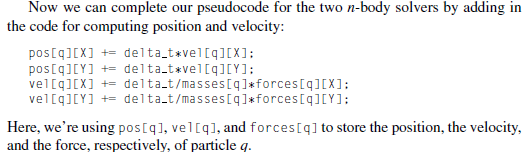 Now we can complete our pseudocode for the two n-body solvers by adding in
the code for computing position and velocity:
pos[q][X] += delta_t*vel[q][X];
pos[q][Y] += delta_t*vel[q][Y];
vel[q][X] += delta_t/masses[q]*forces[q][X];
vel[q][Y] += delta_t/masses[q]*forces[q][Y];
Here, we're using pos[q], vel[q], and forces[q] to store the position, the velocity,
and the force, respectively, of particle q.